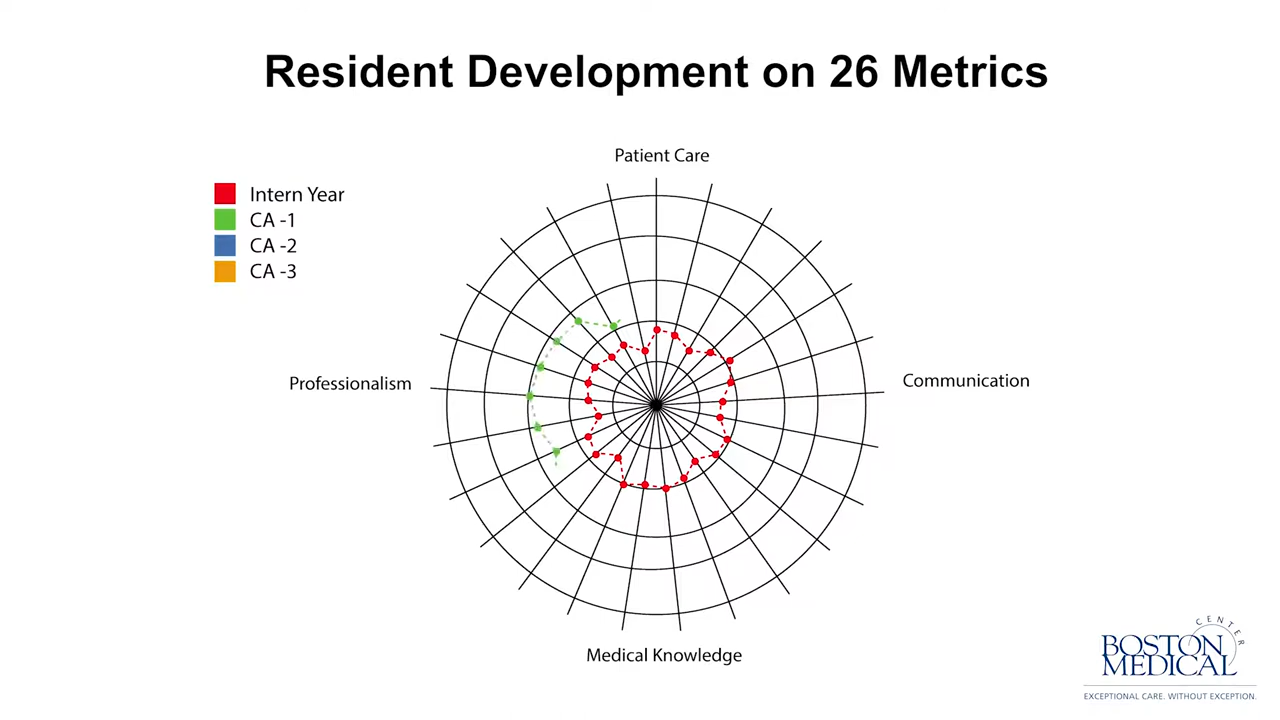 Resident Development on 26 Metrics
Patient Care
Intern Year
CA -1
CA -2
CA -3
Professionalism
Communication
Medical Knowledge
CENTER
BOSTON
MEDICAL
EXCEPTIONAL CARE. WITHOUT EXCEPTION.